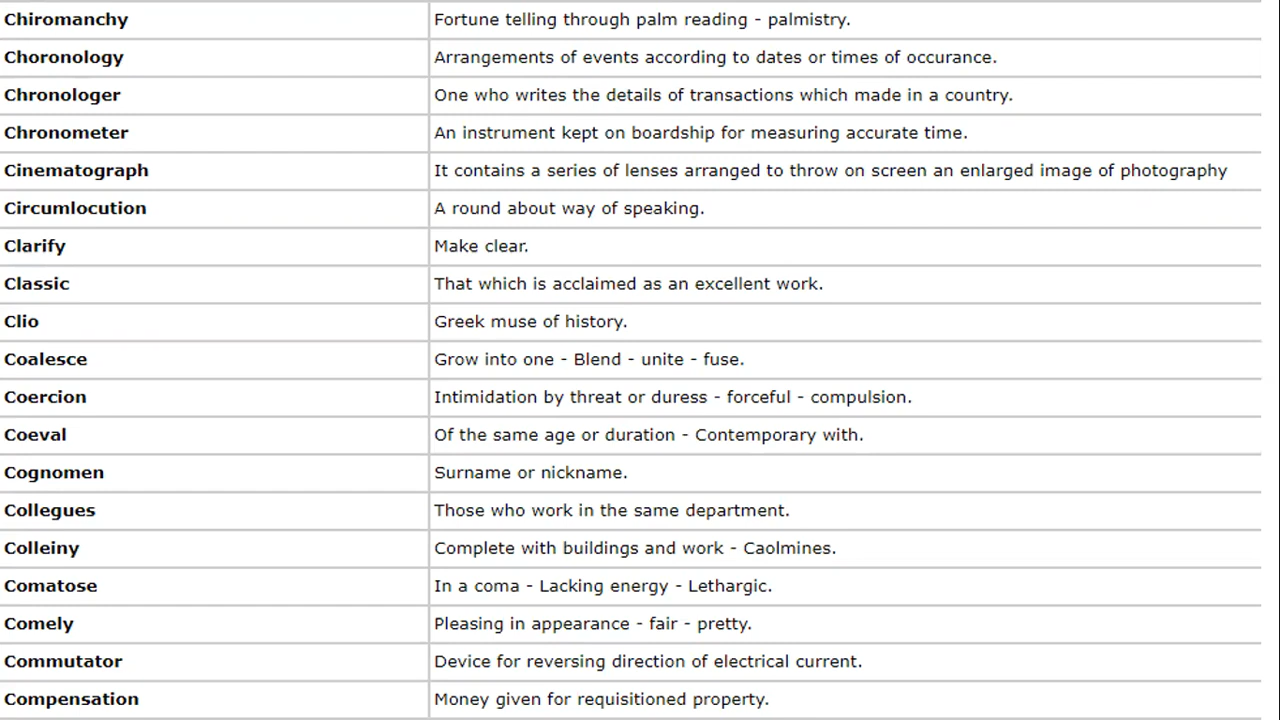 Chiromanchy Fortune telling through palm reading - palmistry.
Choronology Arrangements of events according to dates or times of occurance.
Chronologer One who writes the details of transactions which made in a country.
Chronometer An instrument kept on boardship for measuring accurate time.
Cinematograph It contains a series of lenses arranged to throw on screen an enlarged image of photography
Circumlocution A round about way of speaking.
Clarify Make clear.
Classic That which is acclaimed as an excellent work.
Clio Greek muse of history.
Coalesce Grow into one - Blend - unite - fuse.
Coercion Intimidation by threat or duress - forceful - compulsion.
Coeval Of the same age or duration - Contemporary with.
Cognomen Surname or nickname.
Collegues Those who work in the same department.
Colleiny Complete with buildings and work - Caolmines.
Comatose In a coma - Lacking energy - Lethargic.
Comely Pleasing in appearance - fair - pretty.
Commutator Device for reversing direction of electrical current.
Compensation Money given for requisitioned property.